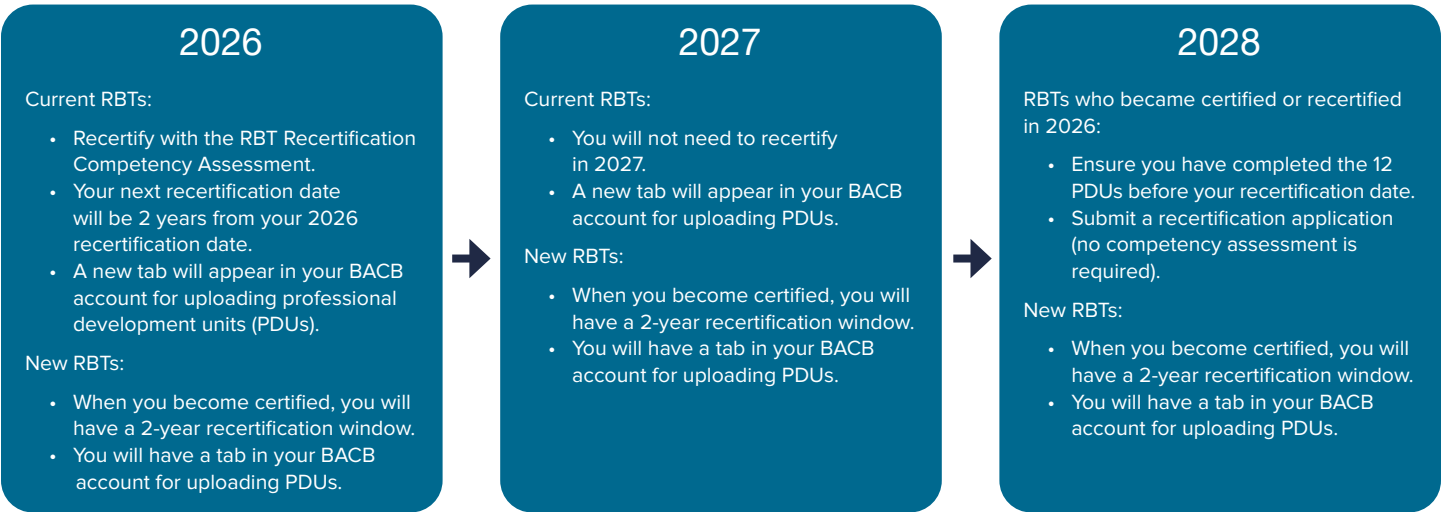 2026
Current RBTs:
• Recertify with the RBT Recertification
Competency Assessment.
• Your next recertification date
will be 2 years from your 2026
recertification date.
• A new tab will appear in your BACB
account for uploading professional
development units (PDUs).
New RBTs:
• When you become certified, you will
have a 2-year recertification window.
• You will have a tab in your BACB
account for uploading PDUs.
2027
Current RBTs:
• You will not need to recertify
in 2027.
• A new tab will appear in your BACB
account for uploading PDUs.
New RBTs:
• When you become certified, you will
have a 2-year recertification window.
• You will have a tab in your BACB
account for uploading PDUs.
2028
RBTs who became certified or recertified
in 2026:
• Ensure you have completed the 12
PDUs before your recertification date.
• Submit a recertification application
(no competency assessment is
required).
New RBTs:
• When you become certified, you will
have a 2-year recertification window.
• You will have a tab in your BACB
account for uploading PDUs.